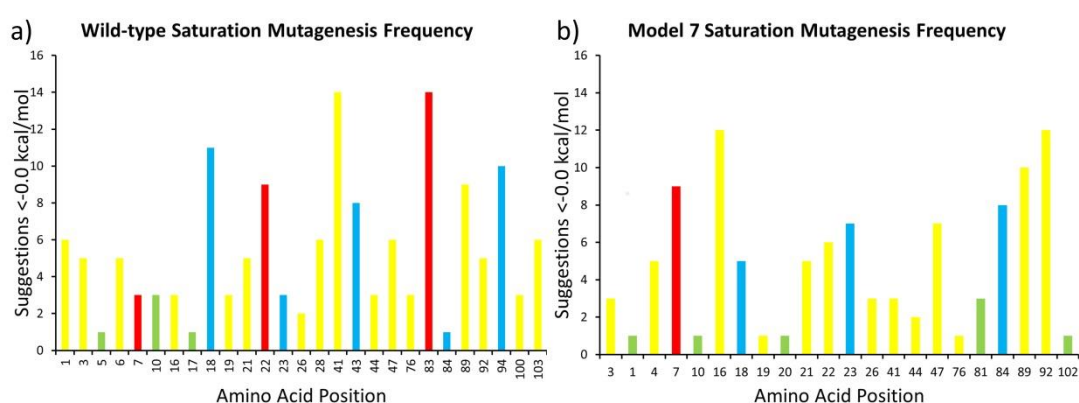 a)
Wild-type Saturation Mutagenesis Frequency
Suggestions <-0.0 kcal/mol
16
14
12
10
8
6
4
2
0
1 3 5 6 7 10 16 17 18 19 21 22 23 26 28 41 43 44 47 76 83 84 89 92 94 100 103
Amino Acid Position
b)
Model 7 Saturation Mutagenesis Frequency
Suggestions <-0.0 kcal/mol
16
14
12
10
8
6
4
2
0
3 1 4 7 10 16 18 19 20 21 22 23 26 41 44 47 76 81 84 89 92 102
Amino Acid Position